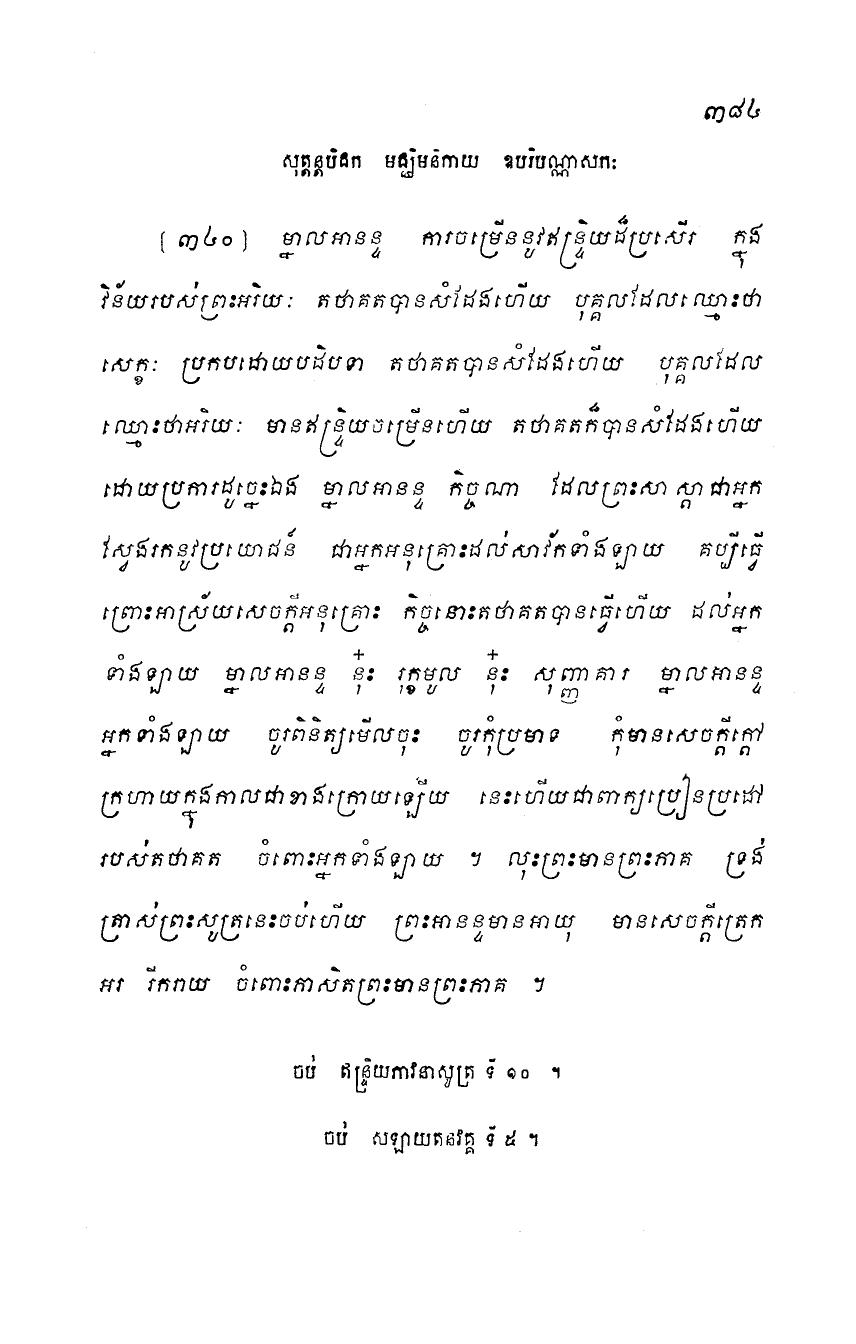 ៣៨៤
សុត្តន្តបិដក មជ្ឈិមនិកាយ ឧបរិបណ្ណាសកៈ
[៣៤០] ម្នាលអានន្ទ ការចម្រើននូវឥន្ទ្រិយដ៏ប្រសើរ ក្នុង
វិន័យរបស់ព្រះអរិយៈ តថាគតបានសំដែងហើយ បុគ្គលដែលឈ្មោះថា
សេក្ខៈ ប្រកបដោយបដិបទា តថាគតបានសំដែងហើយ បុគ្គលដែល
ឈ្មោះថាអរិយៈ មានឥន្ទ្រិយចម្រើនហើយ តថាគតក៏បានសំដែងហើយ
ដោយប្រការដូច្នេះឯង ម្នាលអានន្ទ កិច្ចណា ដែលព្រះសាស្តាជាអ្នក
ស្វែងរកនូវប្រយោជន៍ ជាអ្នកអនុគ្រោះដល់សាវ័កទាំងឡាយ គប្បីធ្វើ
ព្រោះអាស្រ័យសេចក្តីអនុគ្រោះ កិច្ចនោះតថាគតបានធ្វើហើយ ដល់អ្នក
ទាំងឡាយ ម្នាលអានន្ទ នុ៎ះ រុក្ខមូល នុ៎ះ សុញ្ញាគារ ម្នាលអានន្ទ
អ្នកទាំងឡាយ ចូរពិនិត្យមើលចុះ ចូរកុំប្រមាទ កុំមានសេចក្តីក្តៅ
ក្រហាយក្នុងកាលជាខាងក្រោយឡើយ នេះហើយជាពាក្យប្រៀនប្រដៅ
របស់តថាគត ចំពោះអ្នកទាំងឡាយ ។ លុះព្រះមានព្រះភាគ ទ្រង់
ត្រាស់ព្រះសូត្រនេះចប់ហើយ ព្រះអានន្ទមានអាយុ មានសេចក្តីត្រេក
អរ រីករាយ ចំពោះភាសិតព្រះមានព្រះភាគ ។
ចប់ ឥន្ទ្រិយភាវនាសូត្រ ទី ១០ ។
ចប់ សឡាយតនវគ្គ ទី ៥ ។